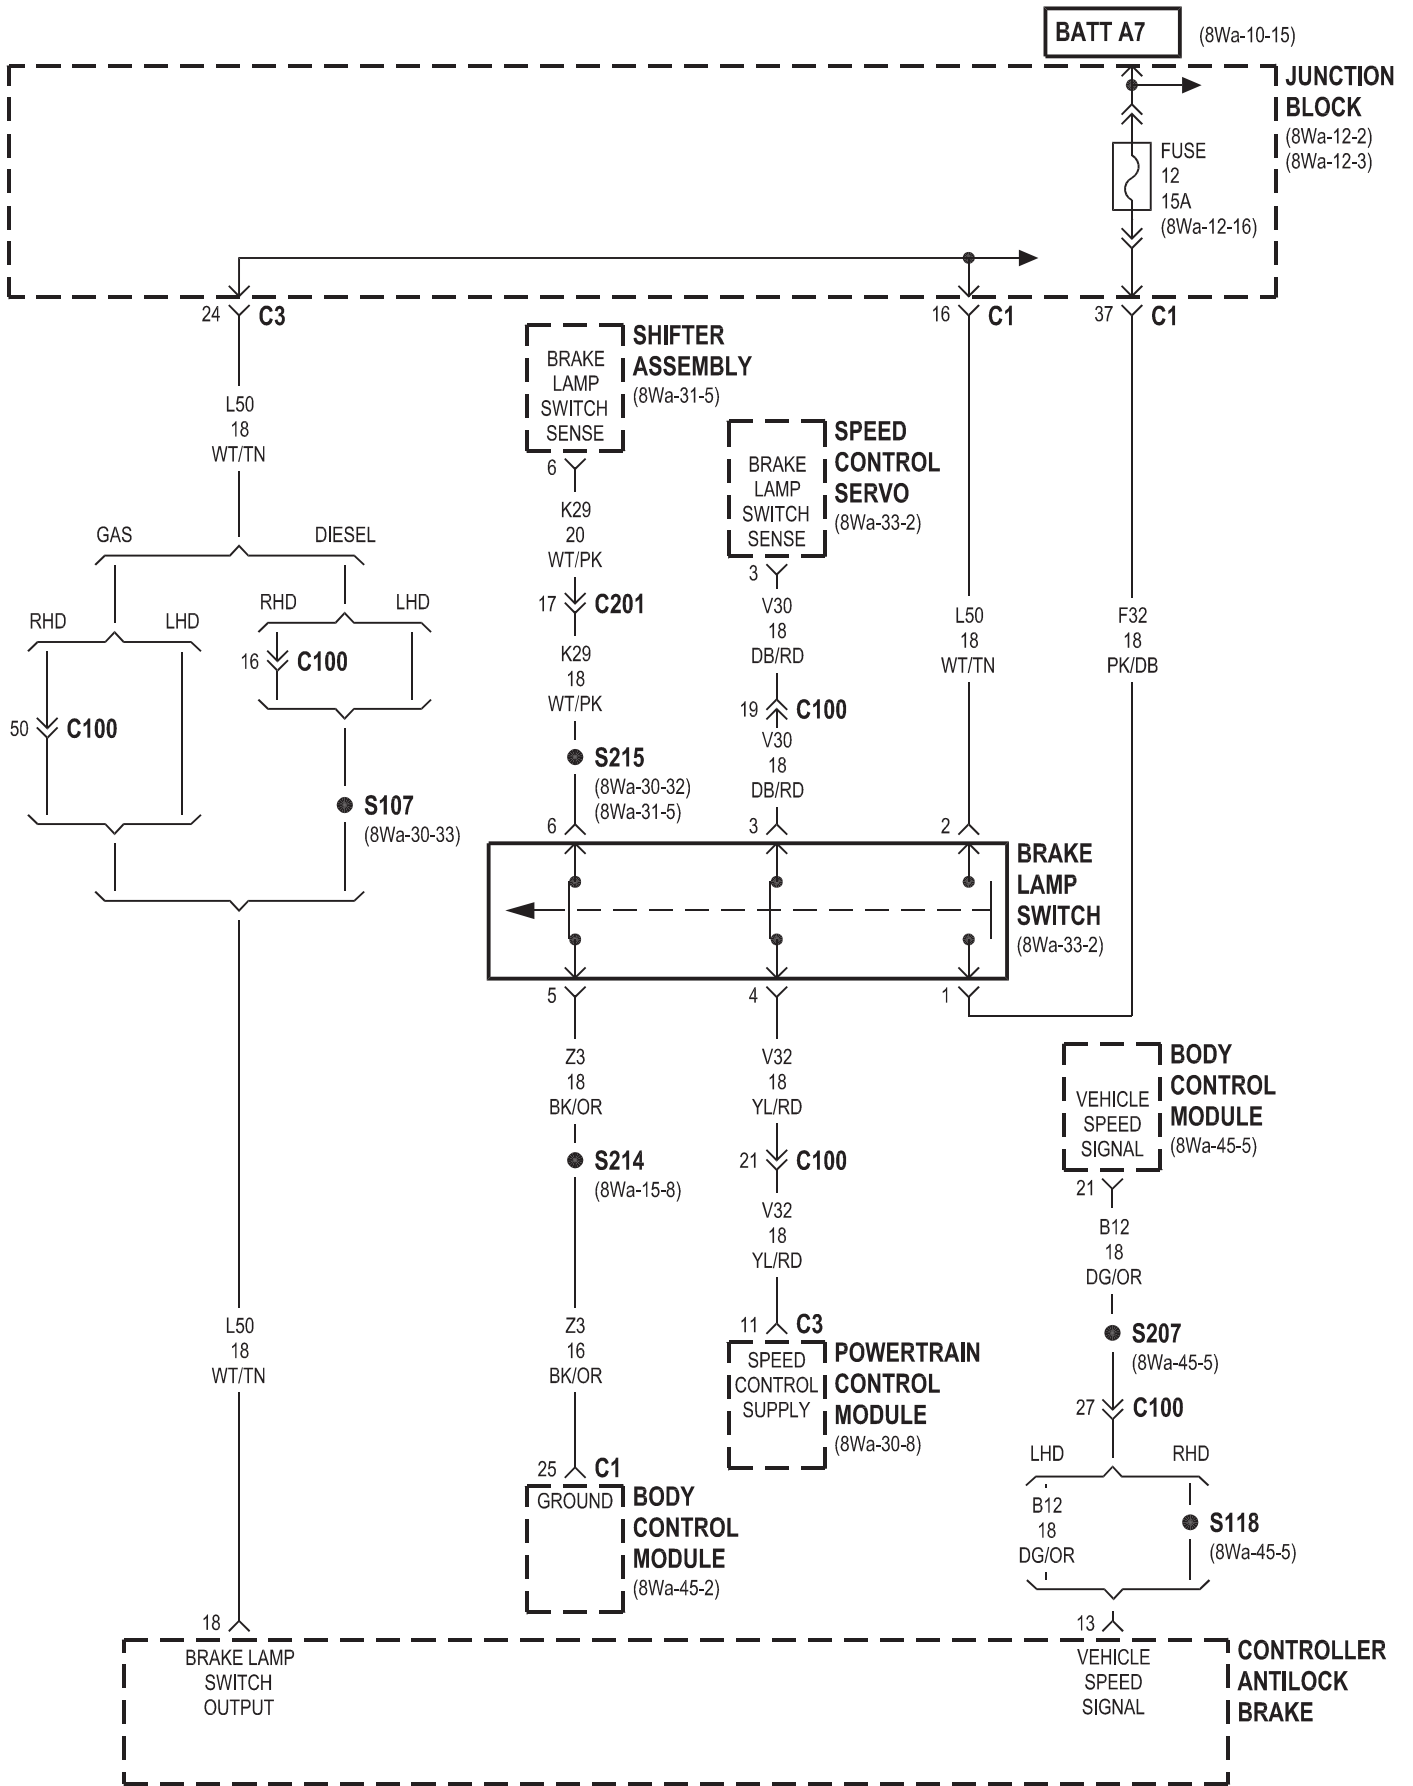 BATT A7
(8Wa-10-15)
JUNCTION
BLOCK
(8Wa-12-2)
(8Wa-12-3)
FUSE
12
15A
(8Wa-12-16)
24
C3
16
C1
37
C1
SHIFTER
ASSEMBLY
(8Wa-31-5)
BRAKE
LAMP
SWITCH
SENSE
6
SPEED
CONTROL
SERVO
(8Wa-33-2)
BRAKE
LAMP
SWITCH
SENSE
3
L50
18
WT/TN
GAS
DIESEL
RHD
LHD
RHD
LHD
16
C100
50
C100
S107
(8Wa-30-33)
K29
20
WT/PK
17
C201
K29
18
WT/PK
S215
(8Wa-30-32)
(8Wa-31-5)
V30
18
DB/RD
19
C100
V30
18
DB/RD
L50
18
WT/TN
F32
18
PK/DB
6
3
2
BRAKE
LAMP
SWITCH
(8Wa-33-2)
5
4
1
Z3
18
BK/OR
S214
(8Wa-15-8)
V32
18
YL/RD
21
C100
V32
18
YL/RD
11
C3
SPEED
CONTROL
SUPPLY
POWERTRAIN
CONTROL
MODULE
(8Wa-30-8)
BODY
CONTROL
MODULE
(8Wa-45-5)
VEHICLE
SPEED
SIGNAL
21
B12
18
DG/OR
S207
(8Wa-45-5)
27
C100
LHD
RHD
B12
18
DG/OR
S118
(8Wa-45-5)
L50
18
WT/TN
Z3
16
BK/OR
25
C1
GROUND
BODY
CONTROL
MODULE
(8Wa-45-2)
18
13
BRAKE LAMP
SWITCH
OUTPUT
VEHICLE
SPEED
SIGNAL
CONTROLLER
ANTILOCK
BRAKE